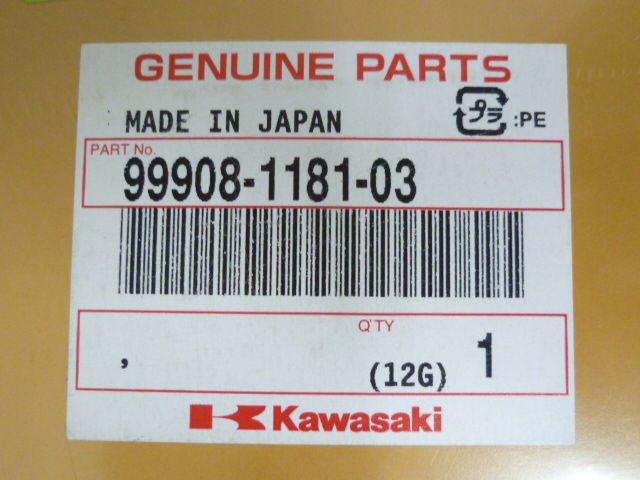 GENUINE PARTS
MADE IN JAPAN
プラ :PE
PART No.
99908-1181-03
Q'TY
, (12G) 1
Kawasaki